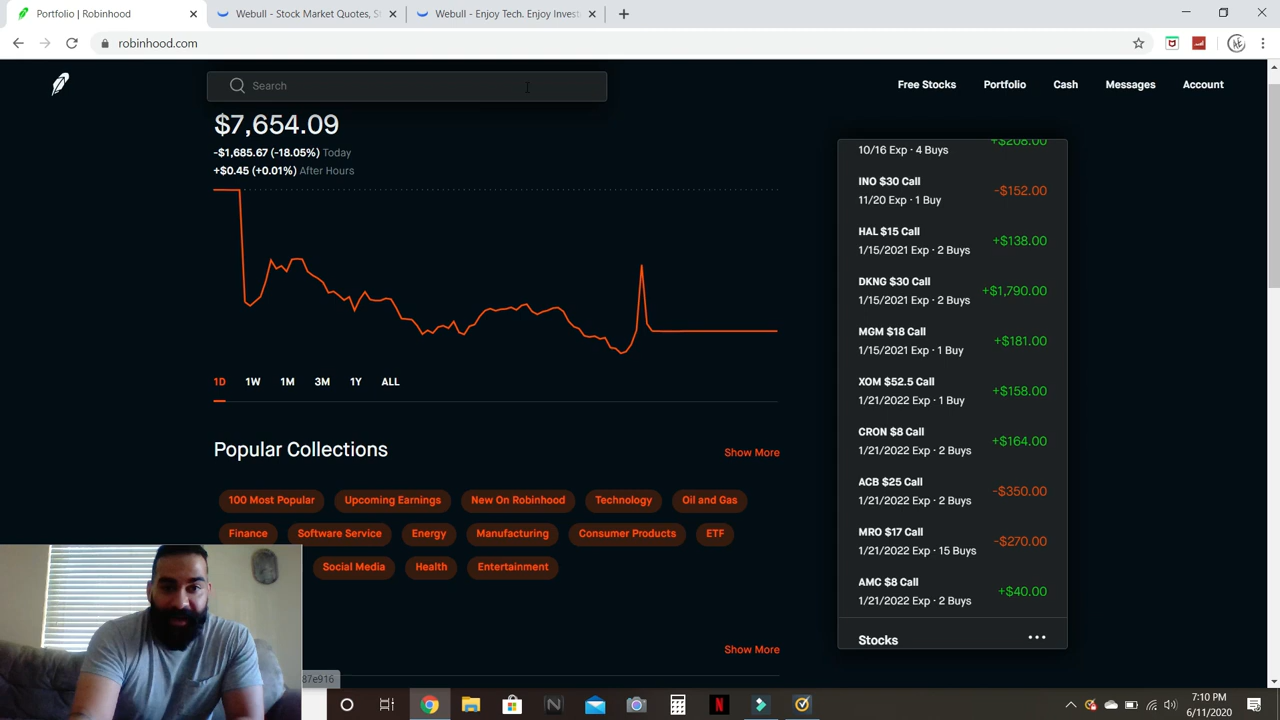 Portfolio | Robinhood
Webull - Stock Market Quotes, S
Webull - Enjoy Tech. Enjoy Invest
robinhood.com
Search
Free Stocks
Portfolio
Cash
Messages
Account
$7,654.09
-$1,685.67 (-18.05%) Today
+$0.45 (+0.01%) After Hours
1D
1W
1M
3M
1Y
ALL
Popular Collections
Show More
100 Most Popular
Upcoming Earnings
New On Robinhood
Technology
Oil and Gas
Finance
Software Service
Energy
Manufacturing
Consumer Products
ETF
Social Media
Health
Entertainment
Show More
87e916
+$208.00
10/16 Exp · 4 Buys
INO $30 Call
11/20 Exp · 1 Buy
-$152.00
HAL $15 Call
1/15/2021 Exp · 2 Buys
+$138.00
DKNG $30 Call
1/15/2021 Exp · 2 Buys
+$1,790.00
MGM $18 Call
1/15/2021 Exp · 1 Buy
+$181.00
XOM $52.5 Call
1/21/2022 Exp · 1 Buy
+$158.00
CRON $8 Call
1/21/2022 Exp · 2 Buys
+$164.00
ACB $25 Call
1/21/2022 Exp · 2 Buys
-$350.00
MRO $17 Call
1/21/2022 Exp · 15 Buys
-$270.00
AMC $8 Call
1/21/2022 Exp · 2 Buys
+$40.00
Stocks
7:10 PM
6/11/2020